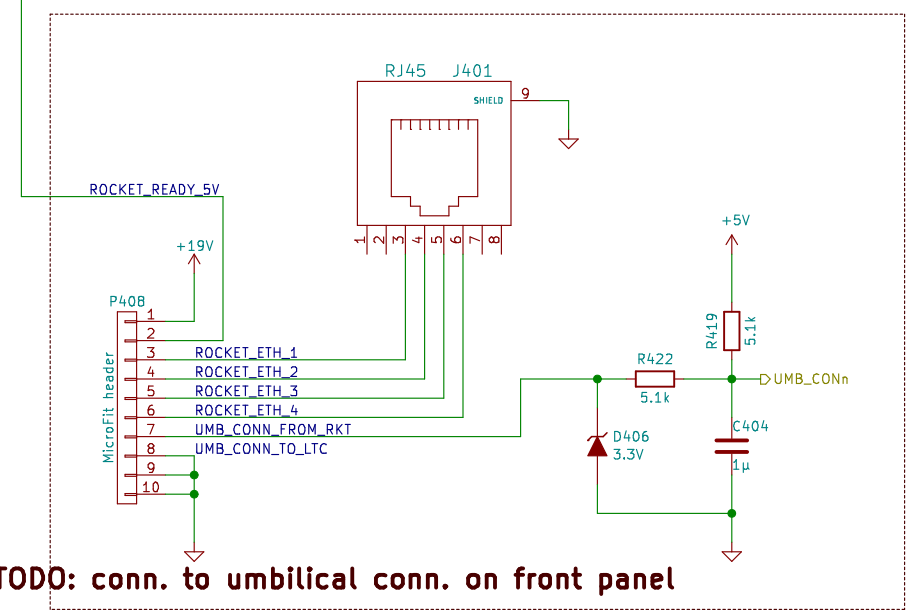 RJ45 J401
SHIELD
9
1 2 3 4 5 6 7 8
ROCKET_READY_5V
+19V
+5V
P408
MicroFit header
1
2
3 ROCKET_ETH_1
4 ROCKET_ETH_2
5 ROCKET_ETH_3
6 ROCKET_ETH_4
7 UMB_CONN_FROM_RKT
8 UMB_CONN_TO_LTC
9
10
R419
5.1k
R422
5.1k
UMB_CONn
D406
3.3V
C404
1µ
TODO: conn. to umbilical conn. on front panel